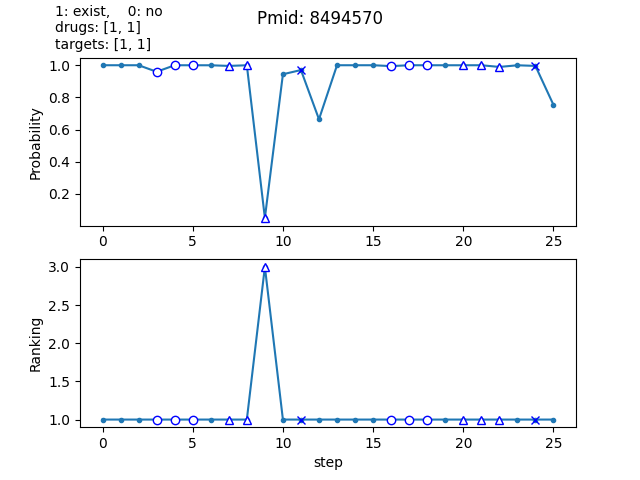 1: exist,    0: no
drugs: [1, 1]
targets: [1, 1]
Pmid: 8494570
Probability
1.0
0.8
0.6
0.4
0.2
0 5 10 15 20 25
Ranking
3.0
2.5
2.0
1.5
1.0
0 5 10 15 20 25
step